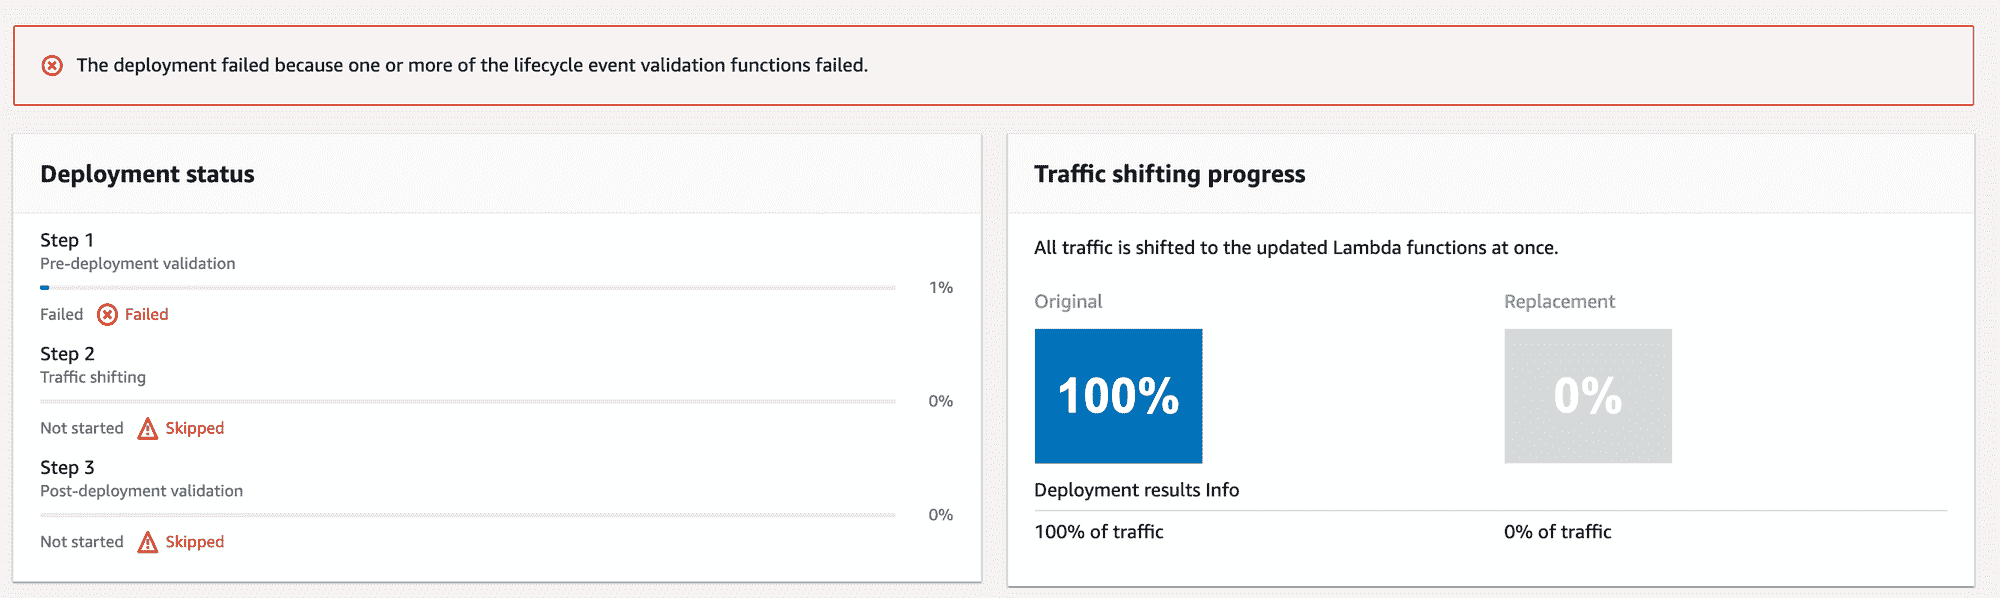 The deployment failed because one or more of the lifecycle event validation functions failed.
Deployment status
Step 1
Pre-deployment validation
1%
Failed Failed
Step 2
Traffic shifting
0%
Not started Skipped
Step 3
Post-deployment validation
0%
Not started Skipped
Traffic shifting progress
All traffic is shifted to the updated Lambda functions at once.
Original Replacement
100% 0%
Deployment results Info
100% of traffic 0% of traffic